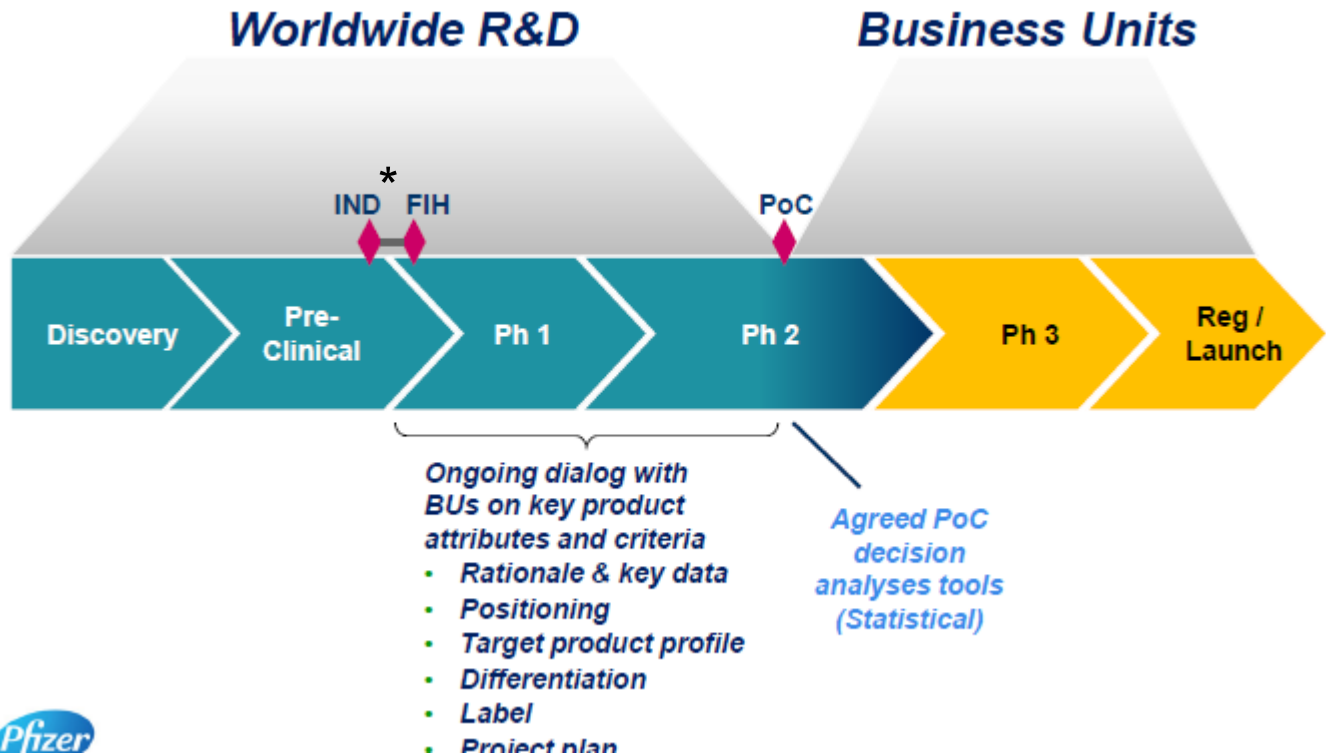 Worldwide R&D
Business Units
*
IND FIH
PoC
Discovery
Pre-
Clinical
Ph 1
Ph 2
Ph 3
Reg /
Launch
Ongoing dialog with
BUs on key product
attributes and criteria
• Rationale & key data
• Positioning
• Target product profile
• Differentiation
• Label
• Project plan
Agreed PoC
decision
analyses tools
(Statistical)
Pfizer